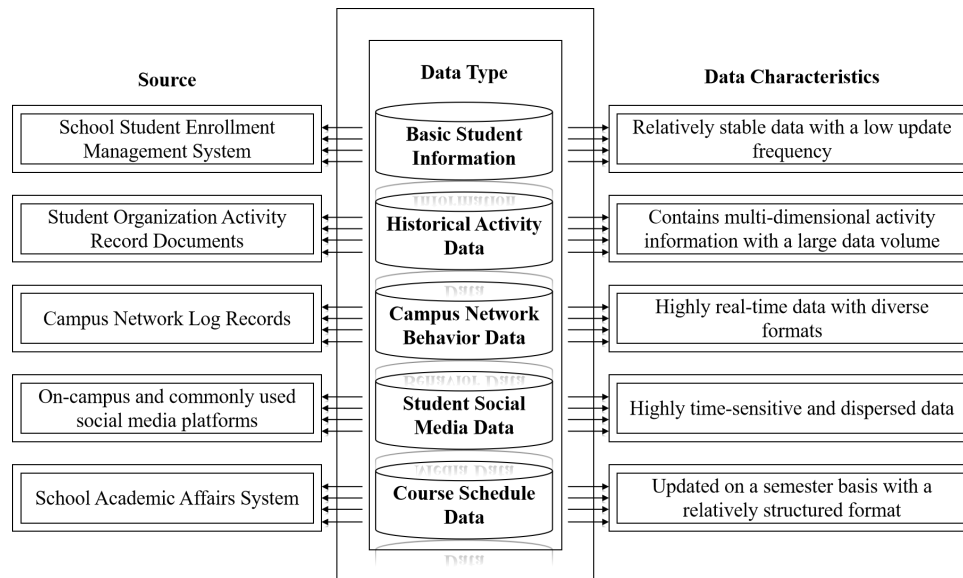 Source
Data Type
Data Characteristics
School Student Enrollment
Management System
Basic Student
Information
Relatively stable data with a low update
frequency
Student Organization Activity
Record Documents
Historical Activity
Data
Contains multi-dimensional activity
information with a large data volume
Campus Network Log Records
Campus Network
Behavior Data
Highly real-time data with diverse
formats
On-campus and commonly used
social media platforms
Student Social
Media Data
Highly time-sensitive and dispersed data
School Academic Affairs System
Course Schedule
Data
Updated on a semester basis with a
relatively structured format